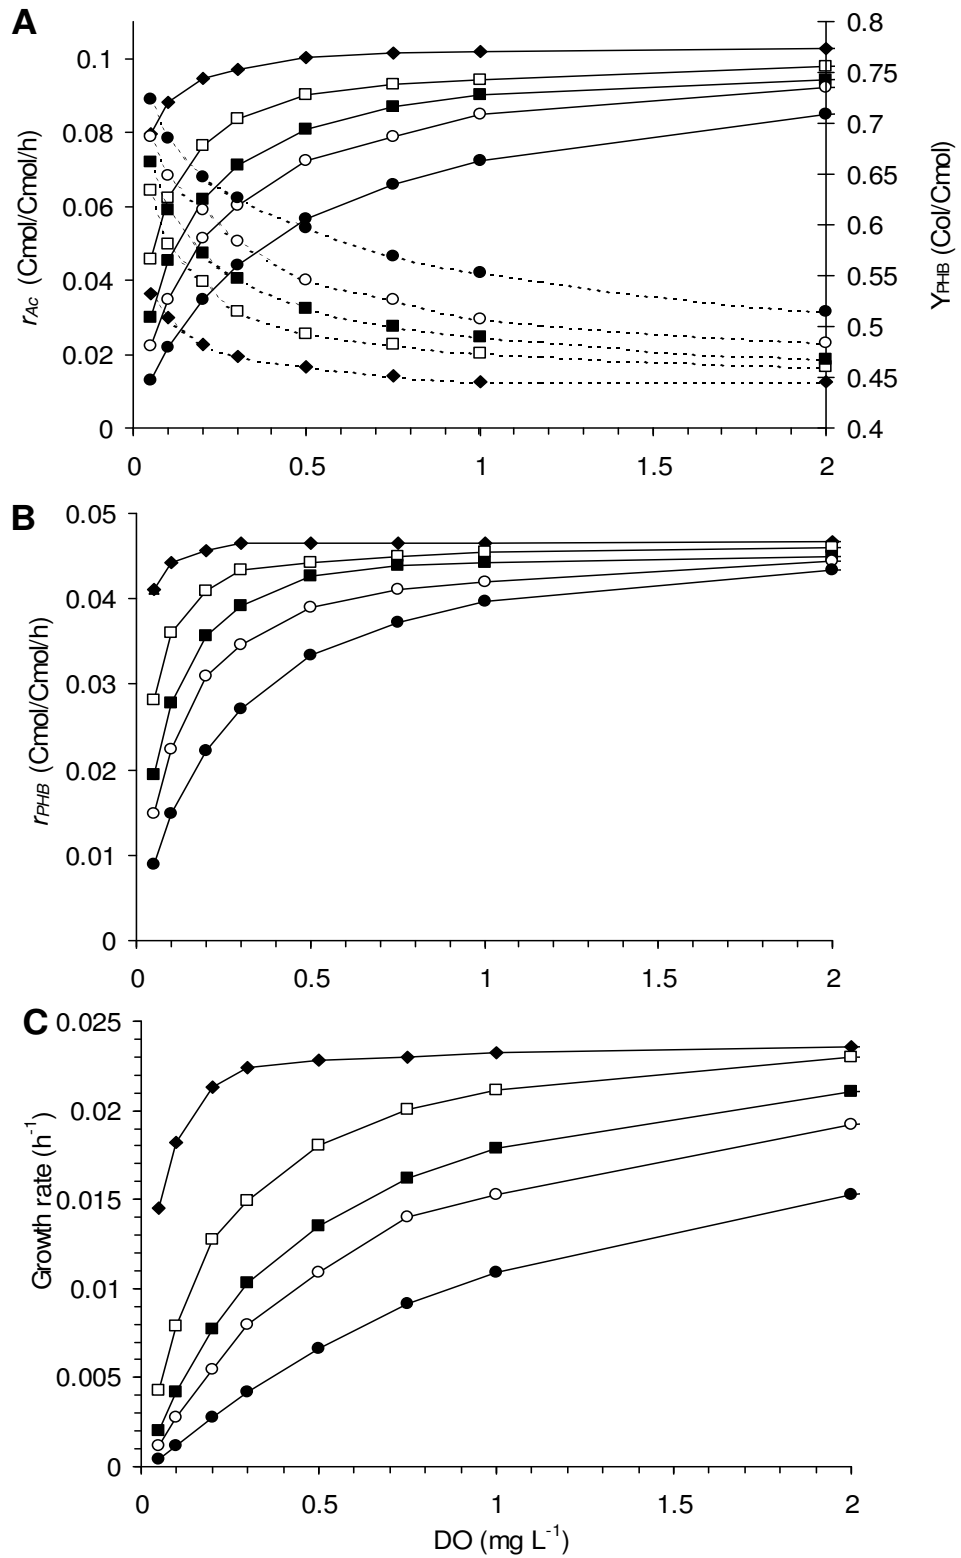 A
0.1
0.08
0.06
0.04
0.02
0
r_Ac (Cmol/Cmol/h)
0.8
0.75
0.7
0.65
0.6
0.55
0.5
0.45
0.4
Y_PHB (Col/Cmol)
0 0.5 1 1.5 2
B
0.05
0.04
0.03
0.02
0.01
0
r_PHB (Cmol/Cmol/h)
0 0.5 1 1.5 2
C
0.025
0.02
0.015
0.01
0.005
0
Growth rate (h⁻¹)
0 0.5 1 1.5 2
DO (mg L⁻¹)